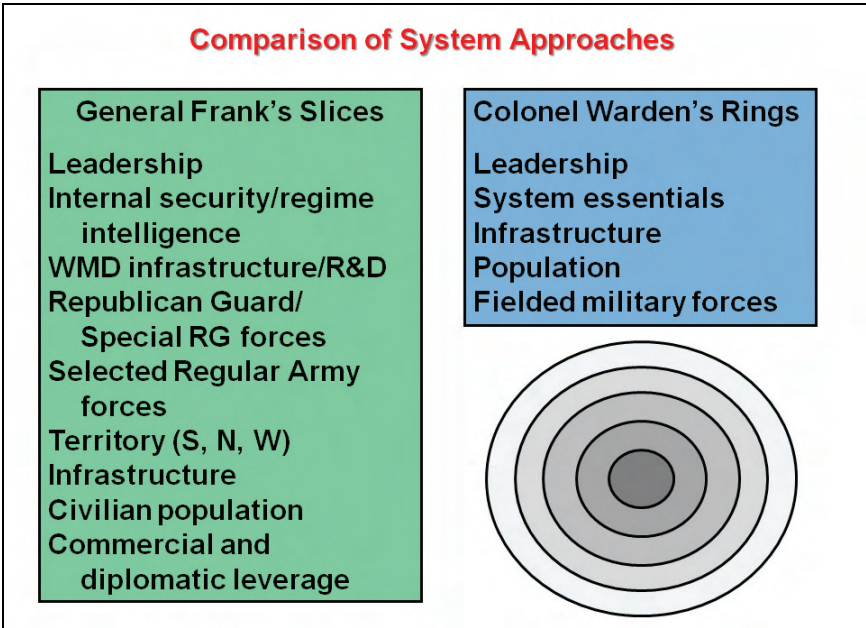 Comparison of System Approaches
General Frank's Slices
Leadership
Internal security/regime
intelligence
WMD infrastructure/R&D
Republican Guard/
Special RG forces
Selected Regular Army
forces
Territory (S, N, W)
Infrastructure
Civilian population
Commercial and
diplomatic leverage
Colonel Warden's Rings
Leadership
System essentials
Infrastructure
Population
Fielded military forces